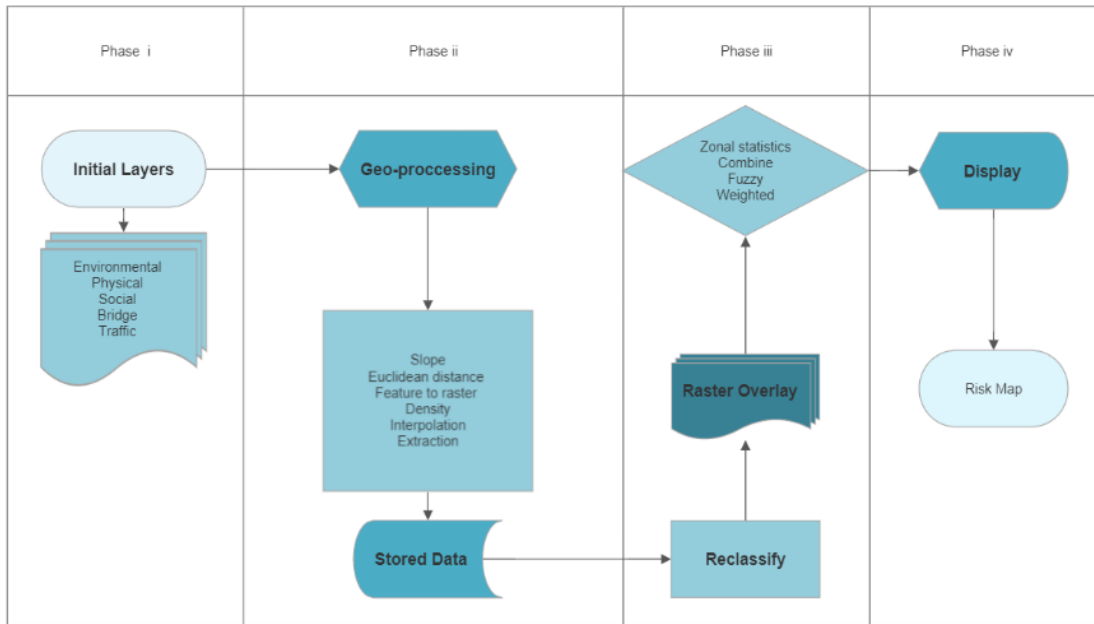 Phase i
Phase ii
Phase iii
Phase iv
Initial Layers
Environmental
Physical
Social
Bridge
Traffic
Geo-proccessing
Slope
Euclidean distance
Feature to raster
Density
Interpolation
Extraction
Stored Data
Reclassify
Raster Overlay
Zonal statistics
Combine
Fuzzy
Weighted
Display
Risk Map